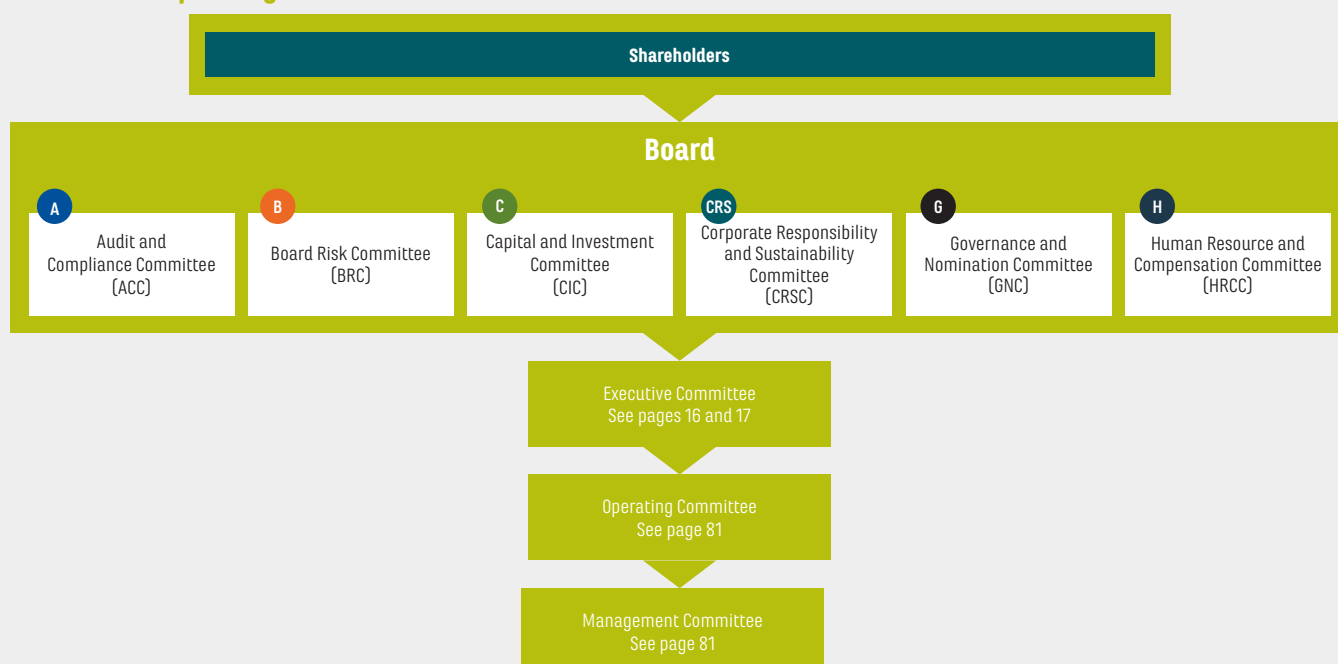 Shareholders
Board
A
Audit and
Compliance Committee
(ACC)
B
Board Risk Committee
(BRC)
C
Capital and Investment
Committee
(CIC)
CRS
Corporate Responsibility
and Sustainability
Committee
(CRSC)
G
Governance and
Nomination Committee
(GNC)
H
Human Resource and
Compensation Committee
(HRCC)
Executive Committee
See pages 16 and 17
Operating Committee
See page 81
Management Committee
See page 81